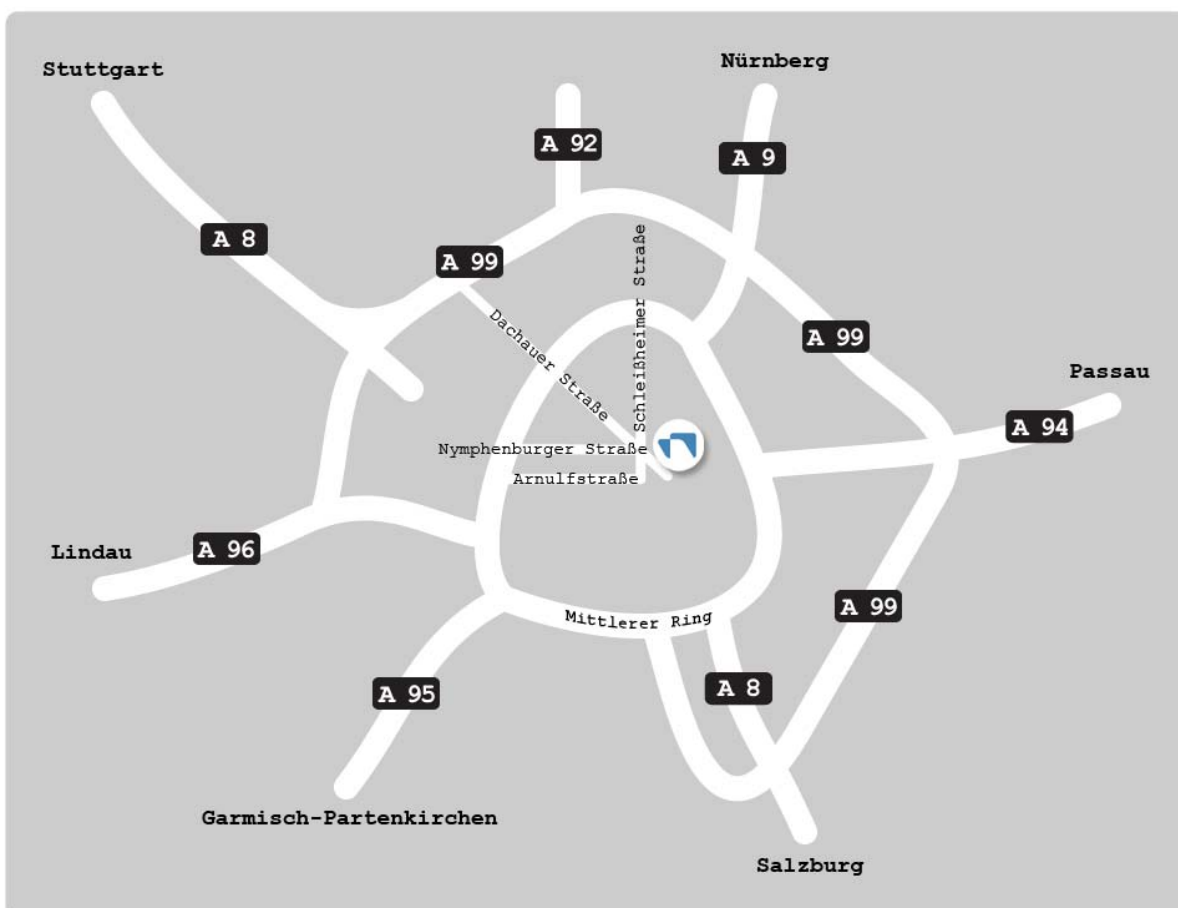 Nürnberg
Stuttgart
A 92
A 9
A 8
A 99
Schleißheimer Straße
Dachauer Straße
A 99
Passau
A 94
Nymphenburger Straße
Arnulfstraße
Lindau
A 96
A 99
Mittlerer Ring
A 95
A 8
Garmisch-Partenkirchen
Salzburg